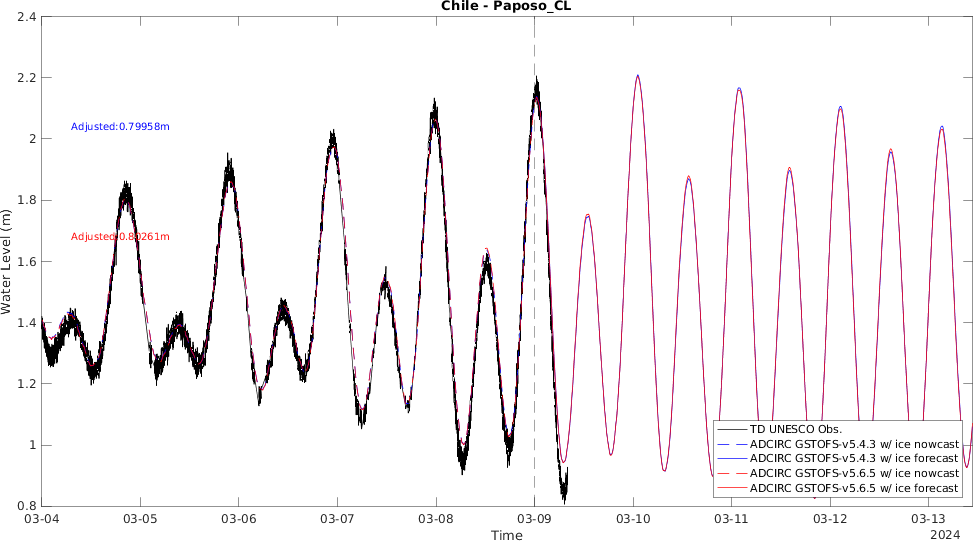 Chile - Paposo_CL
2.4
2.2
2
1.8
1.6
1.4
1.2
1
0.8
Water Level (m)
Adjusted:0.79958m
Adjusted:0.80261m
TD UNESCO Obs.
ADCIRC GSTOFS-v5.4.3 w/ ice nowcast
ADCIRC GSTOFS-v5.4.3 w/ ice forecast
ADCIRC GSTOFS-v5.6.5 w/ ice nowcast
ADCIRC GSTOFS-v5.6.5 w/ ice forecast
03-04 03-05 03-06 03-07 03-08 03-09 03-10 03-11 03-12 03-13
Time
2024